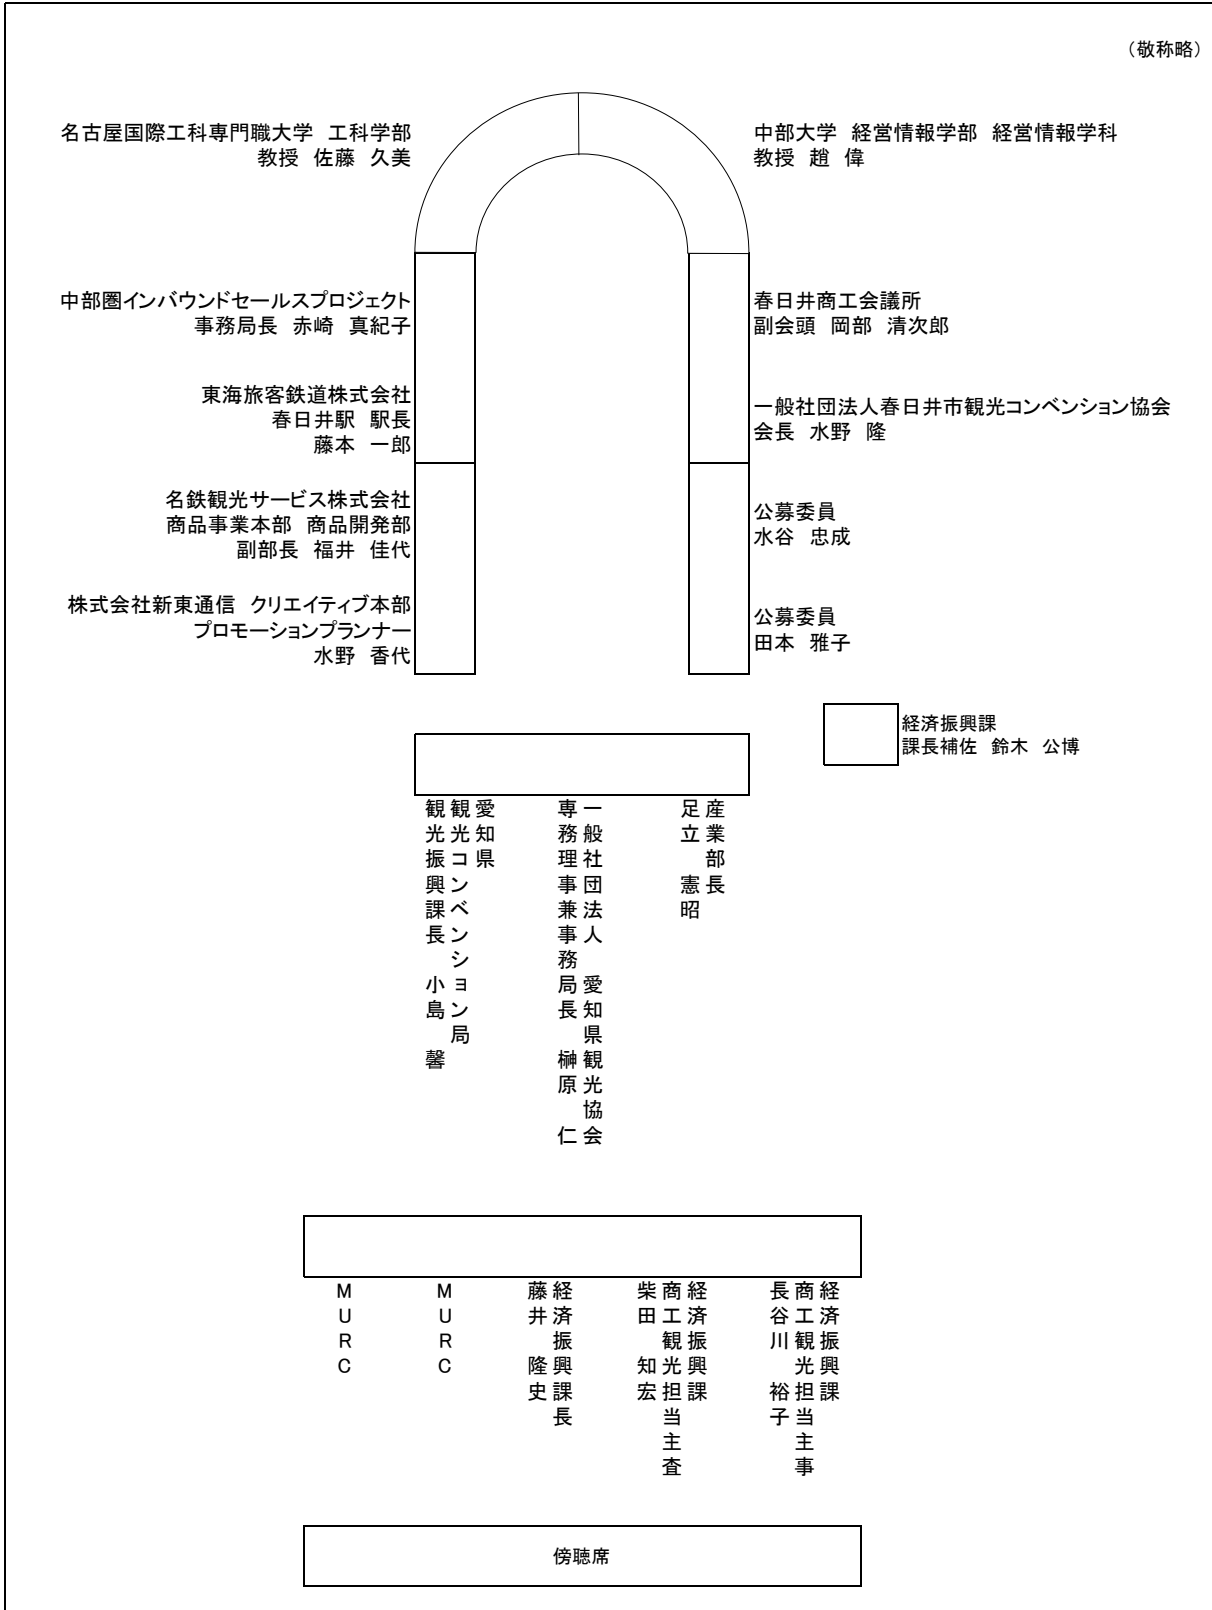 （敬称略）
名古屋国際工科専門職大学 工科学部
教授 佐藤 久美
中部大学 経営情報学部 経営情報学科
教授 趙 偉
中部圏インバウンドセールスプロジェクト
事務局長 赤崎 真紀子
春日井商工会議所
副会頭 岡部 清次郎
東海旅客鉄道株式会社
春日井駅 駅長
藤本 一郎
一般社団法人春日井市観光コンベンション協会
会長 水野 隆
名鉄観光サービス株式会社
商品事業本部 商品開発部
副部長 福井 佳代
公募委員
水谷 忠成
株式会社新東通信 クリエイティブ本部
プロモーションプランナー
水野 香代
公募委員
田本 雅子
経済振興課
課長補佐 鈴木 公博
産業部長
足立 憲昭
一般社団法人 愛知県観光協会
専務理事兼事務局長 榊原 仁
愛知県
観光コンベンション局
観光振興課長 小島 馨
経済振興課
商工観光担当主事
長谷川 裕子
経済振興課
商工観光担当主査
柴田 知宏
経済振興課長
藤井 隆史
MURC
MURC
傍聴席